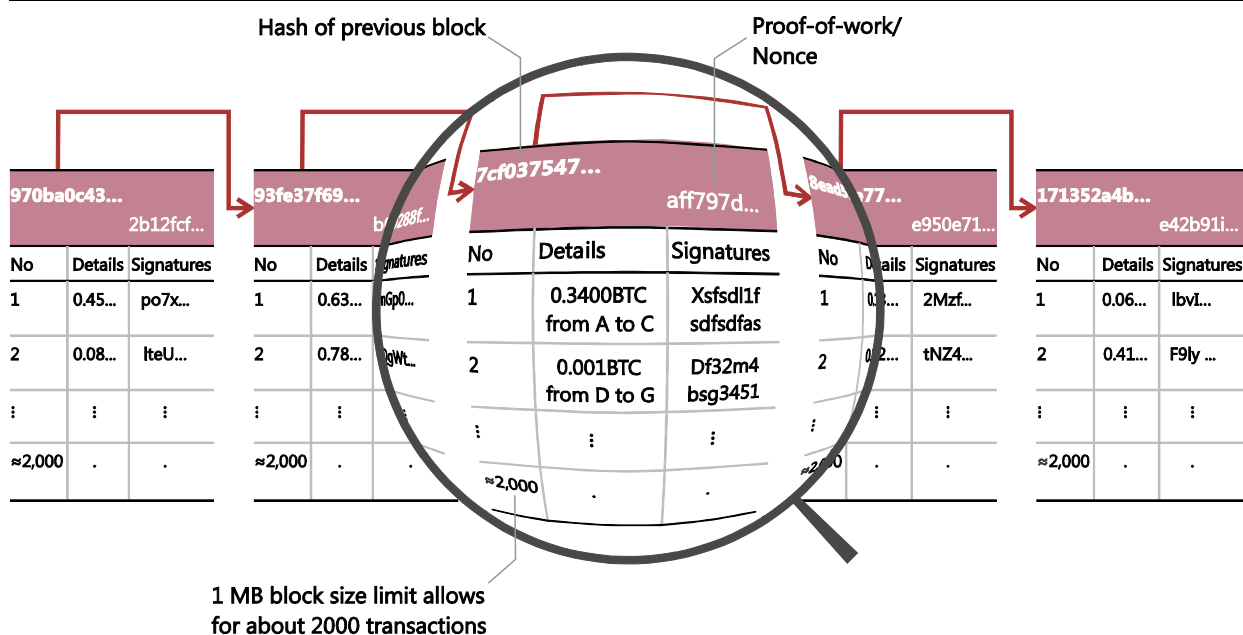 Hash of previous block
Proof-of-work/
Nonce
970ba0c43...
2b12fcf...
No Details Signatures
1 0.45... po7x...
2 0.08... lteU...
⋮ ⋮ ⋮
≈2,000 . .
93fe37f69...
No Details
1 0.63...
2 0.78...
⋮ ⋮
≈2,000 . .
7cf037547...
aff797d...
No Details Signatures
1 0.3400BTC Xsfsdl1f
from A to C sdfsdfas
2 0.001BTC Df32m4
from D to G bsg3451
⋮ ⋮ ⋮
≈2,000 . .
e950e71...
No Signatures
1 2Mzf...
2 tNZ4...
⋮ ⋮ ⋮
. .
171352a4b...
e42b91i...
No Details Signatures
1 0.06... lbvI...
2 0.41... F9ly ...
⋮ ⋮ ⋮
≈2,000 . .
1 MB block size limit allows
for about 2000 transactions